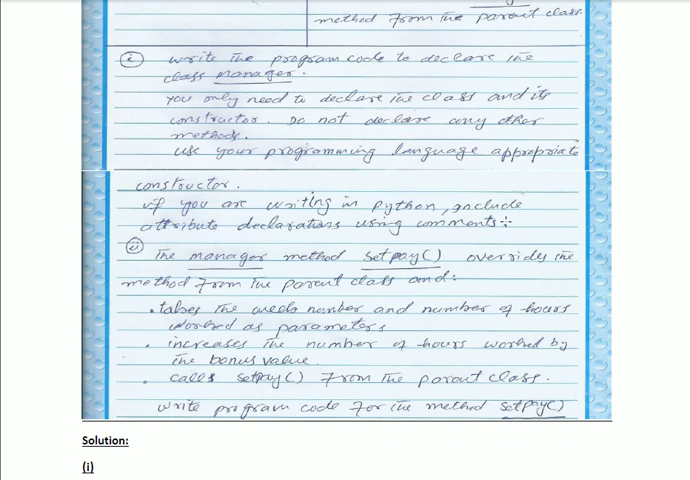 method from the parent class.
(i) write the program code to declare the
class manager.
you only need to declare the class and its
constructor. Do not declare any other
methods.
use your programming language appropriate
constructor.
if you are writing in python, include
attribute declarations using comments:
(ii) The manager method setpay() overrides the
method from the parent class and:
• takes the weeks number and number of hours
worked as parameters
• increases the number of hours worked by
the bonus value.
• calls setpay() from the parent class.
write program code for the method setpay()
Solution:
(i)